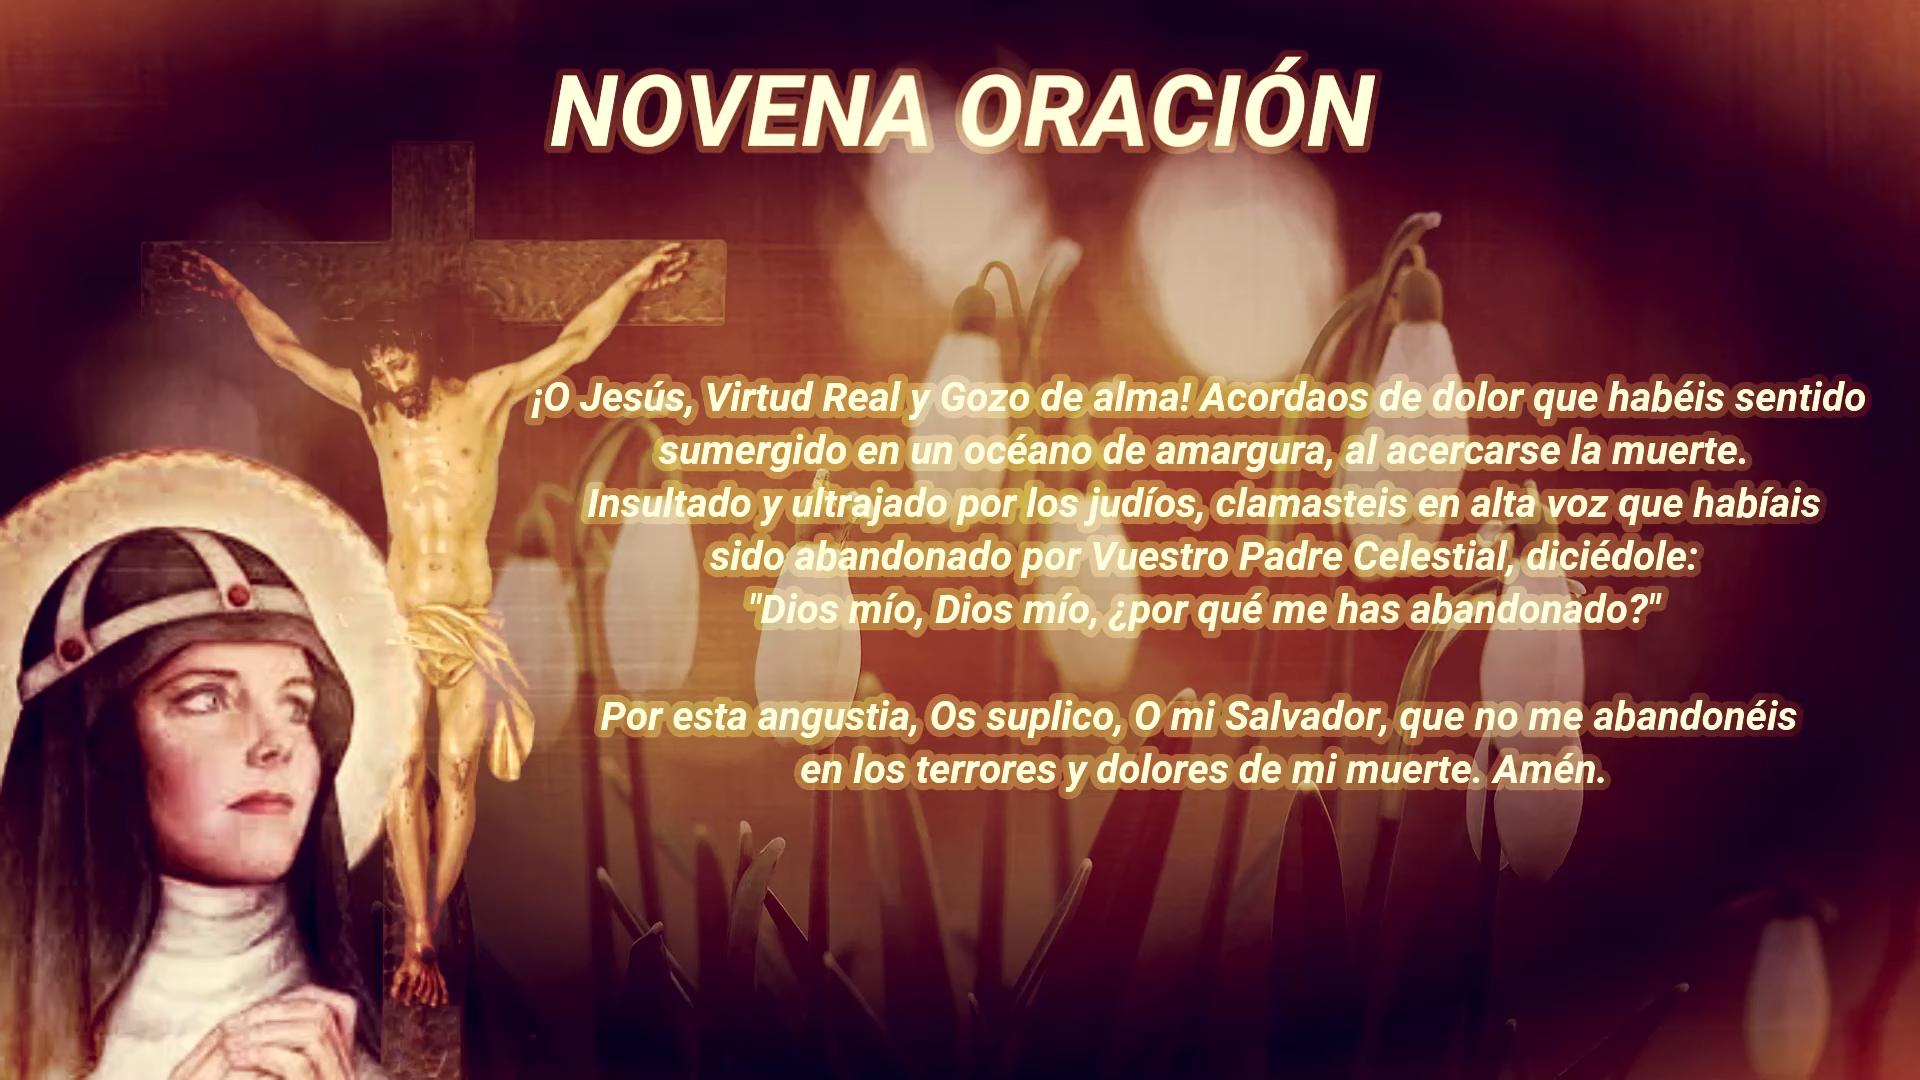 NOVENA ORACIÓN
¡O Jesús, Virtud Real y Gozo de alma! Acordaos de dolor que habéis sentido
sumergido en un océano de amargura, al acercarse la muerte.
Insultado y ultrajado por los judíos, clamasteis en alta voz que habíais
sido abandonado por Vuestro Padre Celestial, diciédole:
"Dios mío, Dios mío, ¿por qué me has abandonado?"
Por esta angustia, Os suplico, O mi Salvador, que no me abandonéis
en los terrores y dolores de mi muerte. Amén.